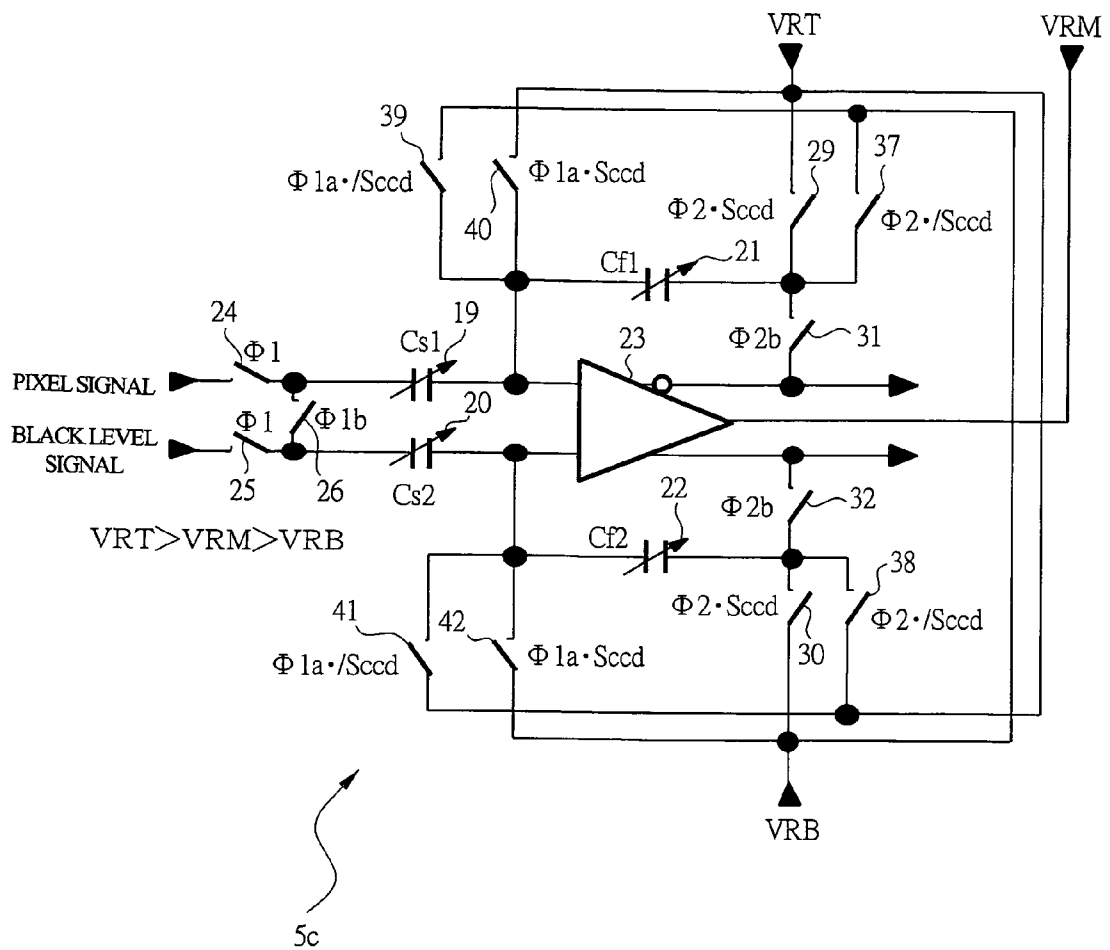 VRT
VRM
39
Φ1a·/Sccd
40
Φ1a·Sccd
29
Φ2·Sccd
37
Φ2·/Sccd
Cf1
21
24
Φ1
Cs1
19
23
Φ2b
31
PIXEL SIGNAL
Φ1b
20
BLACK LEVEL
SIGNAL
Φ1
25
26
Cs2
22
Φ2b
32
VRT>VRM>VRB
Cf2
38
41
42
Φ2·Sccd
30
Φ2·/Sccd
Φ1a·/Sccd
Φ1a·Sccd
VRB
5c